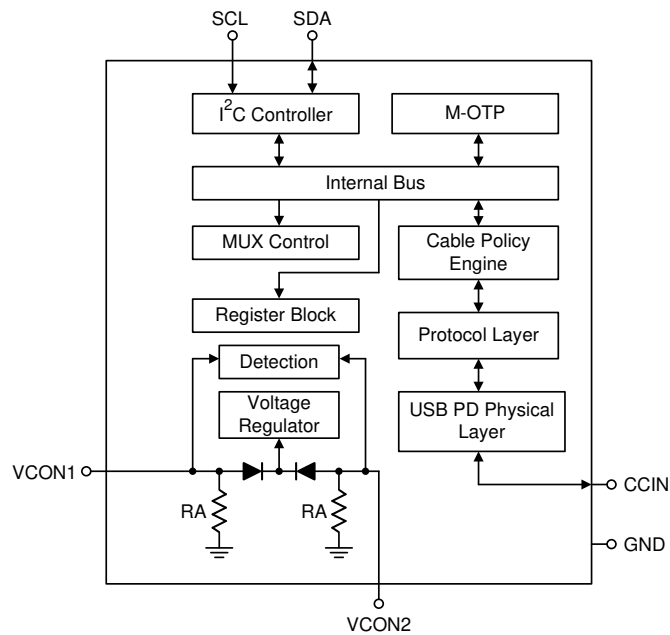 SCL
SDA
I²C Controller
M-OTP
Internal Bus
MUX Control
Cable Policy
Engine
Register Block
Protocol Layer
Detection
Voltage
Regulator
USB PD Physical
Layer
VCON1
CCIN
RA
RA
GND
VCON2